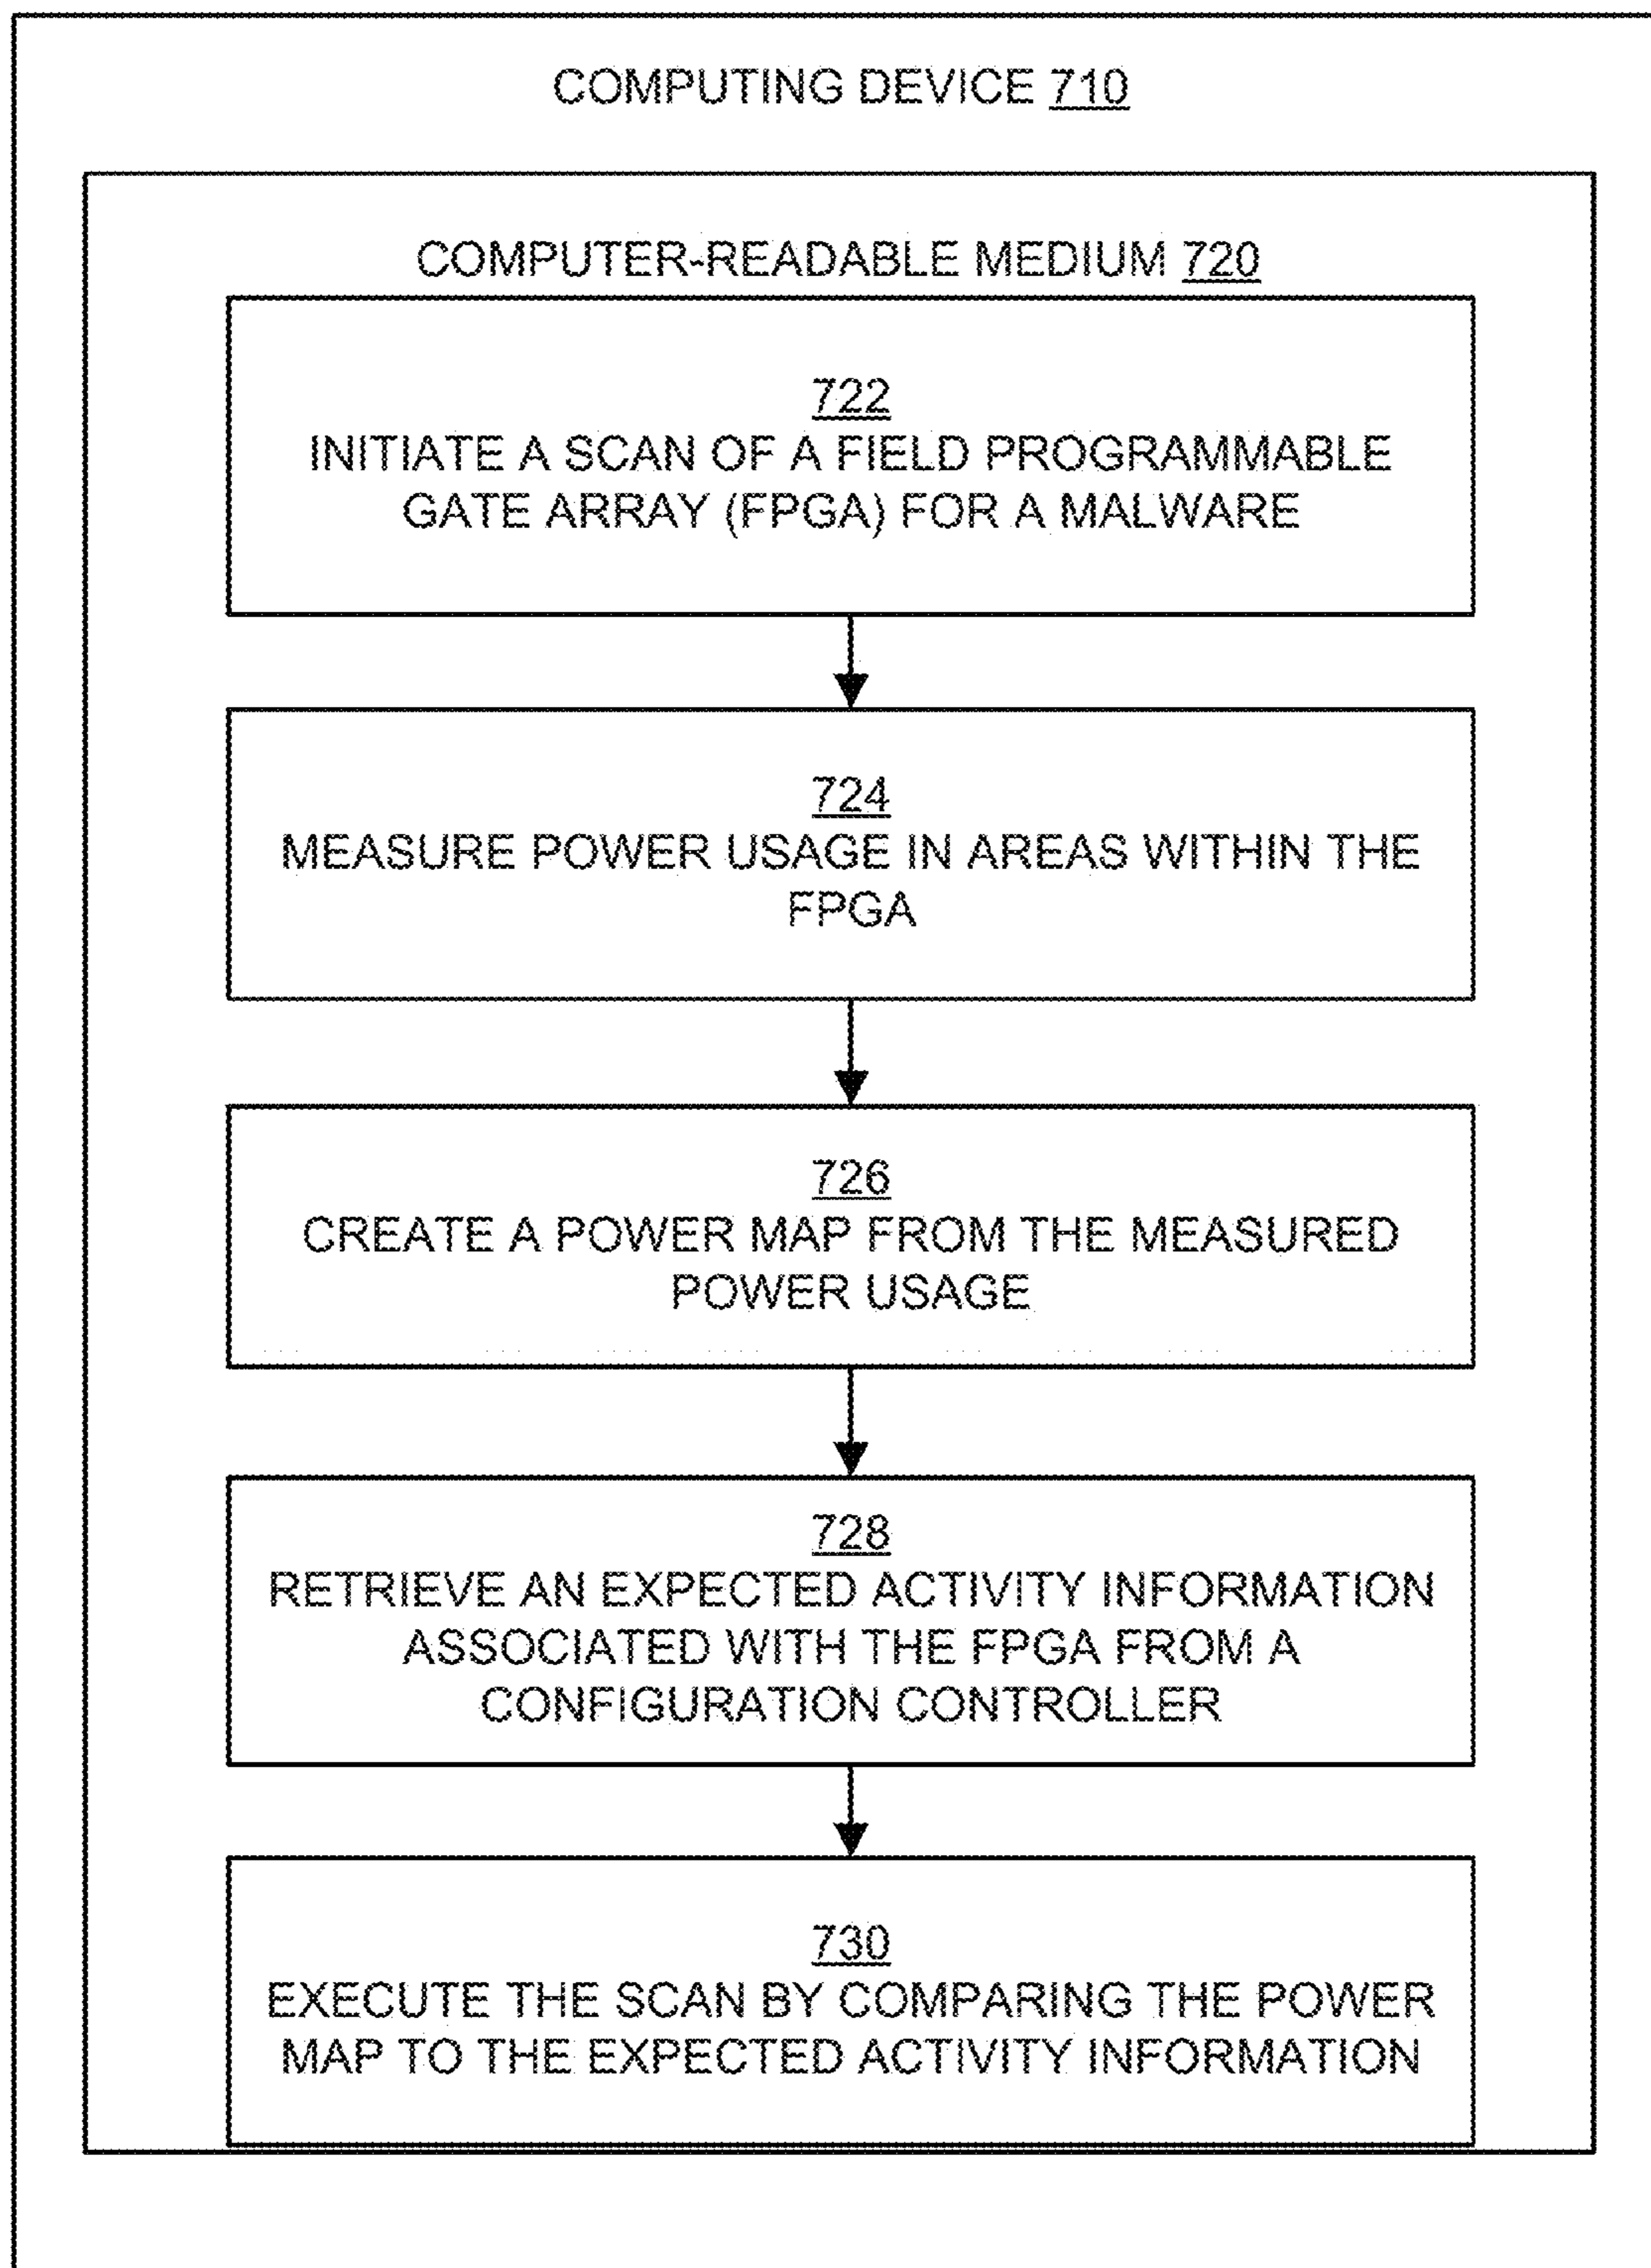 COMPUTING DEVICE 710
COMPUTER-READABLE MEDIUM 720
722
INITIATE A SCAN OF A FIELD PROGRAMMABLE
GATE ARRAY (FPGA) FOR A MALWARE
724
MEASURE POWER USAGE IN AREAS WITHIN THE
FPGA
726
CREATE A POWER MAP FROM THE MEASURED
POWER USAGE
728
RETRIEVE AN EXPECTED ACTIVITY INFORMATION
ASSOCIATED WITH THE FPGA FROM A
CONFIGURATION CONTROLLER
730
EXECUTE THE SCAN BY COMPARING THE POWER
MAP TO THE EXPECTED ACTIVITY INFORMATION